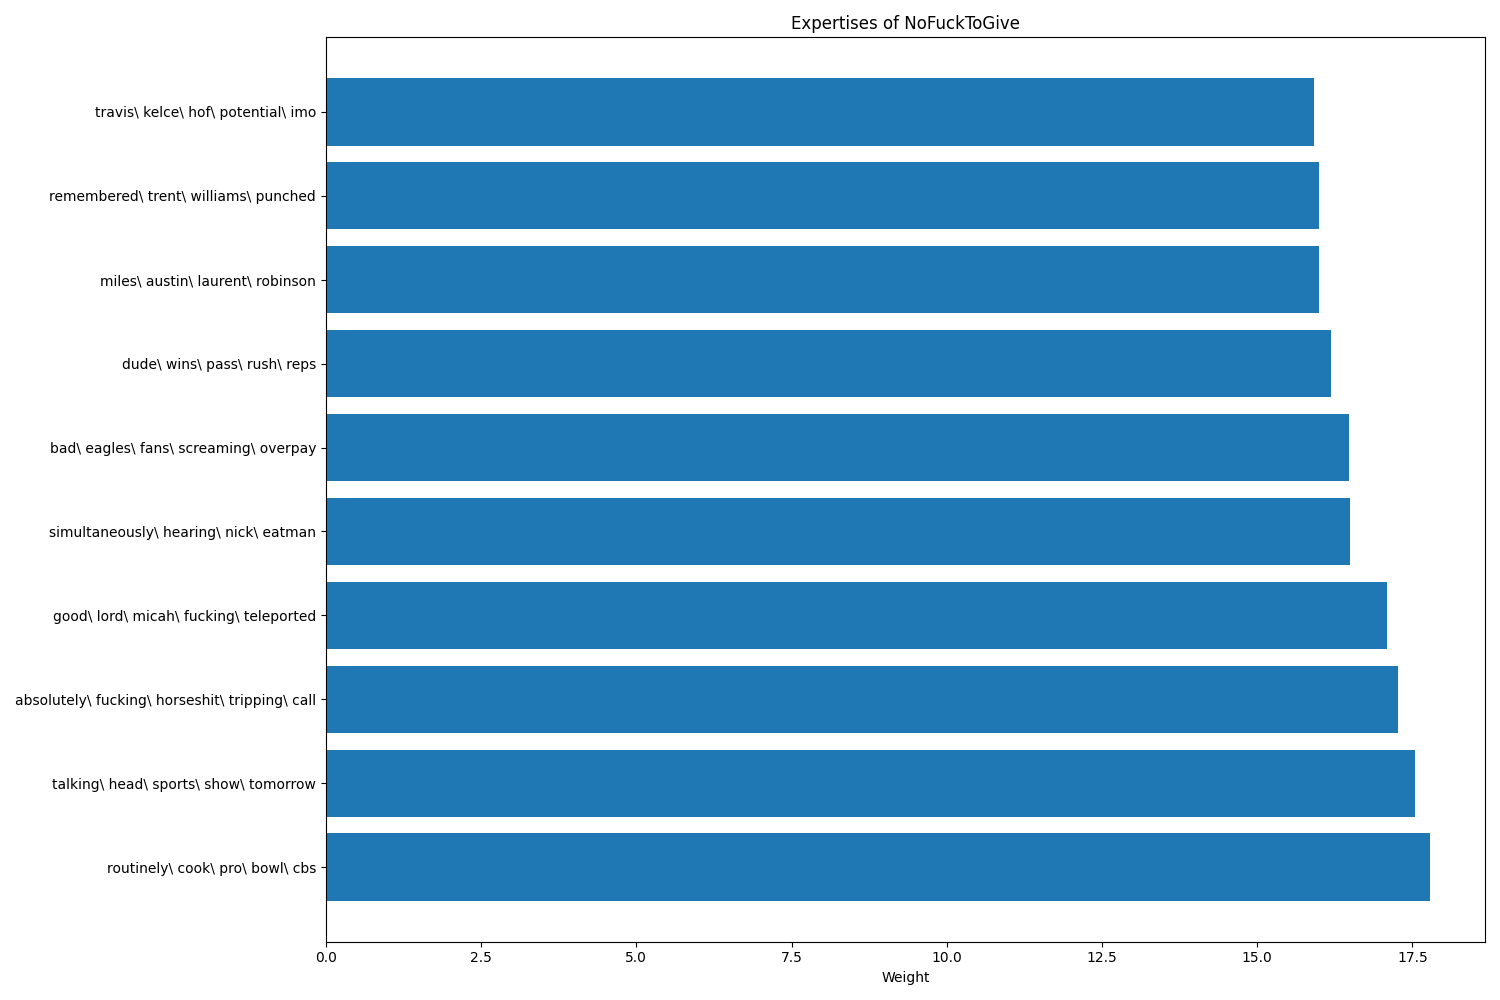 Expertises of NoFuckToGive
travis\ kelce\ hof\ potential\ imo
remembered\ trent\ williams\ punched
miles\ austin\ laurent\ robinson
dude\ wins\ pass\ rush\ reps
bad\ eagles\ fans\ screaming\ overpay
simultaneously\ hearing\ nick\ eatman
good\ lord\ micah\ fucking\ teleported
absolutely\ fucking\ horseshit\ tripping\ call
talking\ head\ sports\ show\ tomorrow
routinely\ cook\ pro\ bowl\ cbs
0.0 2.5 5.0 7.5 10.0 12.5 15.0 17.5
Weight